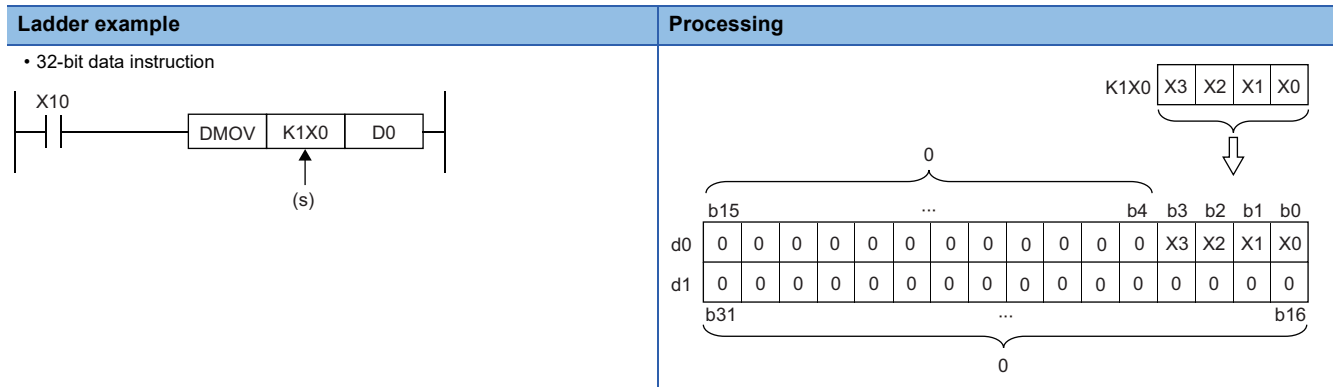 Ladder example
Processing
• 32-bit data instruction
X10
DMOV K1X0 D0
(s)
K1X0 X3 X2 X1 X0
0
b15 ... b4 b3 b2 b1 b0
d0 0 0 0 0 0 0 0 0 0 0 0 0 X3 X2 X1 X0
d1 0 0 0 0 0 0 0 0 0 0 0 0 0 0 0 0
b31 ... b16
0